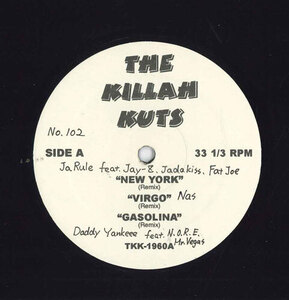 THE
KILLAH
KUTS
No. 102
SIDE A
33 1/3 RPM
Ja Rule feat. Jay-Z, Jadakiss, Fat Joe
"NEW YORK"
(Remix)
"VIRGO" Nas
(Remix)
"GASOLINA"
(Remix)
Daddy Yankeee feat. N.O.R.E.
Mr. Vegas
TKK-1960A